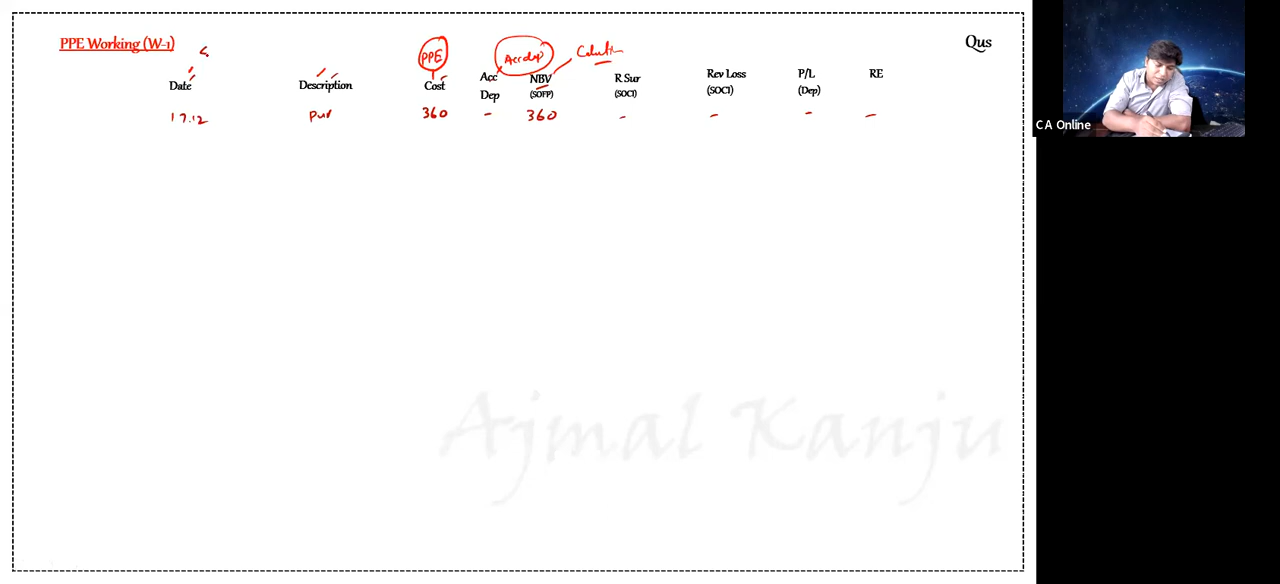 PPE Working (W-1)
Qus
PPE
Acc dep
Date
Description
Cost
Acc Dep
NBV (SOFP)
R Sur (SOCI)
Rev Loss (SOCI)
P/L (Dep)
RE
17.12 pur 360 - 360 - - - -
CA Online
Ajmal Kanju